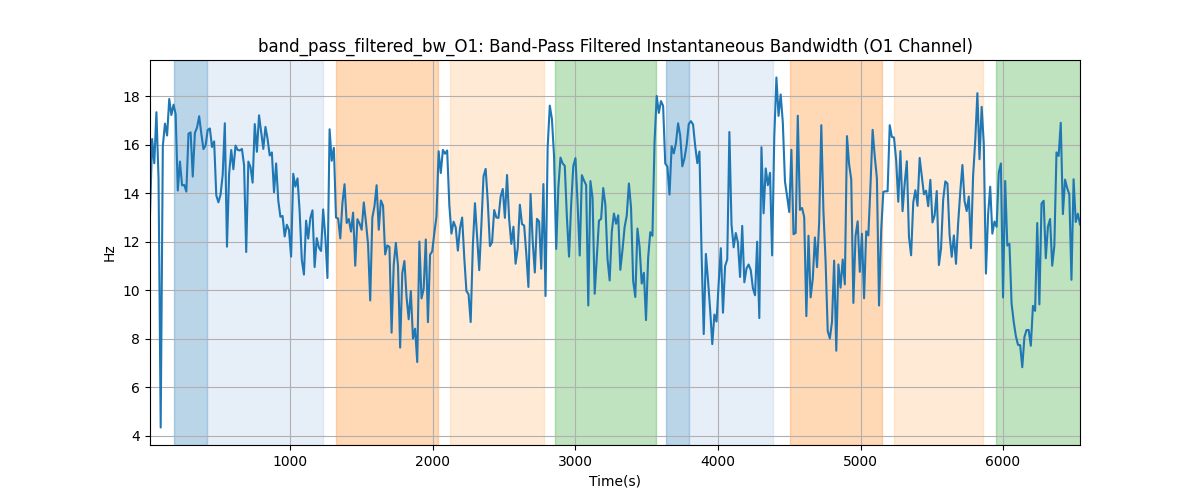 band_pass_filtered_bw_O1: Band-Pass Filtered Instantaneous Bandwidth (O1 Channel)
18
16
14
12
10
8
6
4
Hz
1000 2000 3000 4000 5000 6000
Time(s)